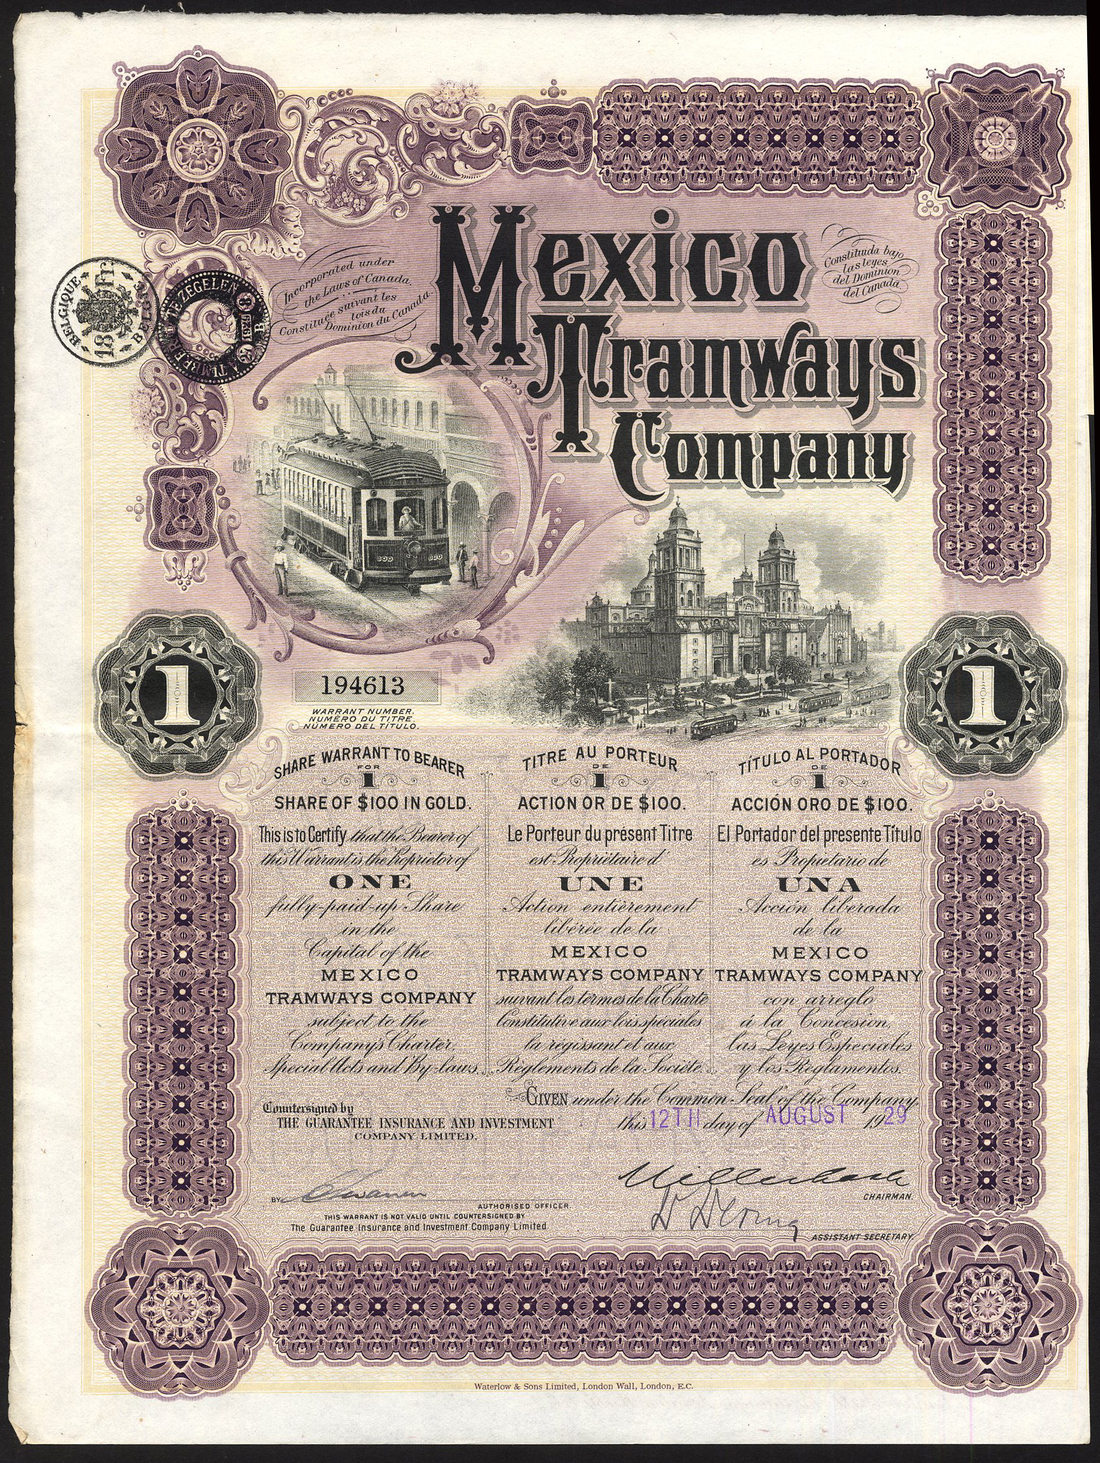 Mexico
Tramways
Company
Incorporated under
the Laws of Canada.
Constituée suivant les
lois du
Dominion du Canada.
Constituida bajo
las leyes
del Dominion
del Canada.
BELGIQUE
BELGIE
18 Fr.
ZEGELEN
800
800
1
1
194613
WARRANT NUMBER.
NUMÉRO DU TITRE.
NÚMERO DEL TÍTULO.
SHARE WARRANT TO BEARER
FOR
1
SHARE OF $100 IN GOLD.
This is to Certify that the Bearer of
this Warrant is the Proprietor of
ONE
fully-paid-up Share
in the
Capital of the
MEXICO
TRAMWAYS COMPANY
subject to the
Company's Charter
Special Acts and By-laws.
TITRE AU PORTEUR
DE
1
ACTION OR DE $100.
Le Porteur du présent Titre
est Propriétaire d'
UNE
Action entièrement
libérée de la
MEXICO
TRAMWAYS COMPANY
suivant les termes de la Charte
Constitutive aux lois spéciales
la régissant et aux
Règlements de la Société.
TÍTULO AL PORTADOR
DE
1
ACCIÓN ORO DE $100.
El Portador del presente Título
es Propietario de
UNA
Acción liberada
de la
MEXICO
TRAMWAYS COMPANY
con arreglo
á la Concesion,
las Leyes Especiales
y los Reglamentos.
GIVEN under the Common Seal of the Company,
this 12TH day of AUGUST 1929
Countersigned by
THE GUARANTEE INSURANCE AND INVESTMENT
COMPANY LIMITED.
BY
AUTHORISED OFFICER.
THIS WARRANT IS NOT VALID UNTIL COUNTERSIGNED BY
The Guarantee Insurance and Investment Company Limited
CHAIRMAN.
ASSISTANT SECRETARY.
Waterlow & Sons Limited, London Wall, London, E.C.